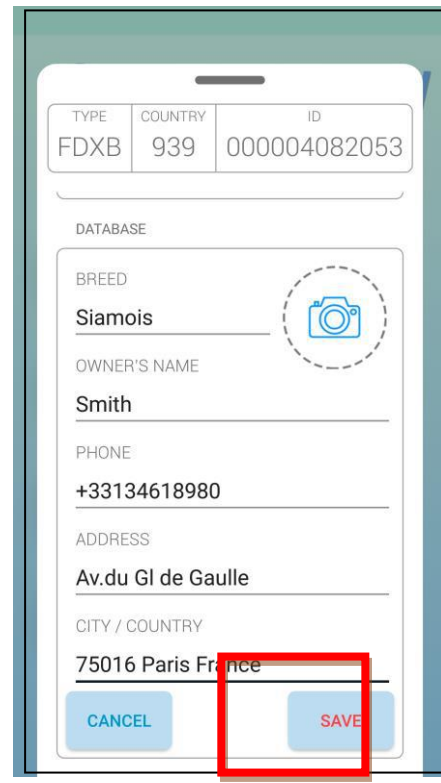 TYPE COUNTRY ID
FDXB 939 000004082053
DATABASE
BREED
Siamois
OWNER'S NAME
Smith
PHONE
+33134618980
ADDRESS
Av.du Gl de Gaulle
CITY / COUNTRY
75016 Paris France
CANCEL SAVE